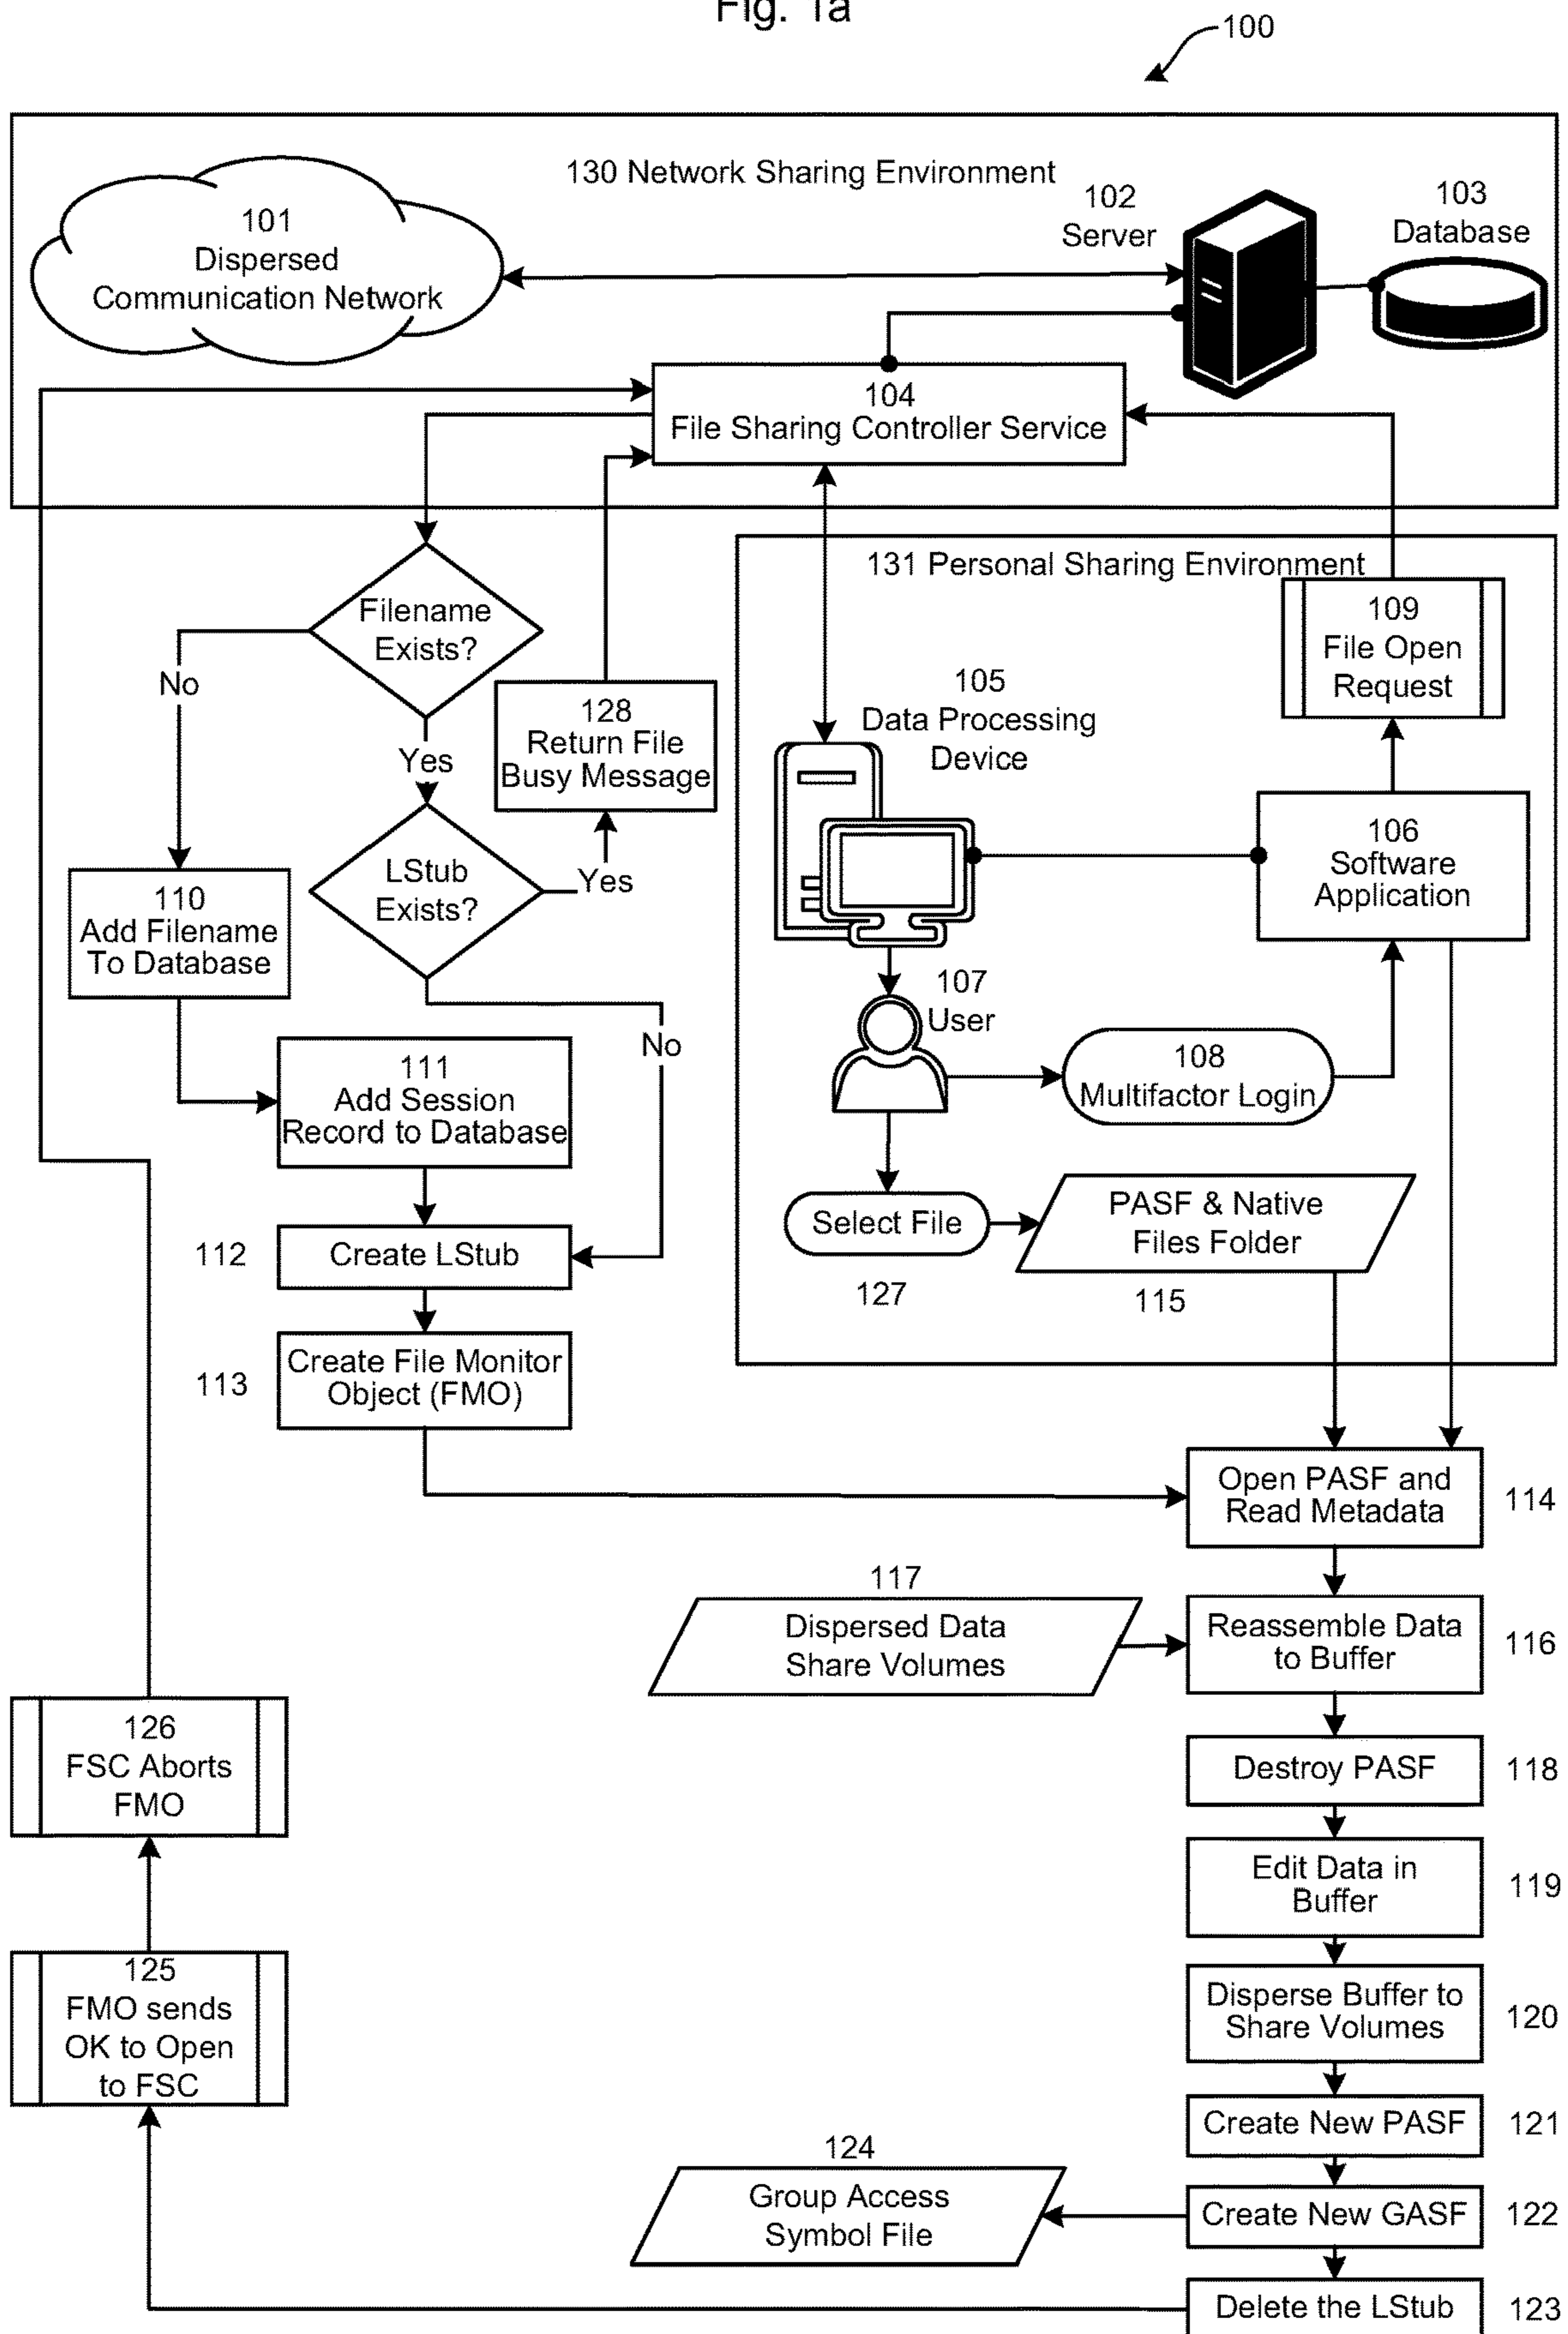 Fig. 1a
100
130 Network Sharing Environment
101
Dispersed
Communication Network
102
Server
103
Database
104
File Sharing Controller Service
131 Personal Sharing Environment
Filename
Exists?
No
Yes
128
Return File
Busy Message
105
Data Processing
Device
109
File Open
Request
LStub
Exists?
Yes
106
Software
Application
110
Add Filename
To Database
107
User
No
111
Add Session
Record to Database
108
Multifactor Login
112
Create LStub
Select File
127
PASF & Native
Files Folder
115
113
Create File Monitor
Object (FMO)
Open PASF and
Read Metadata
114
117
Dispersed Data
Share Volumes
Reassemble Data
to Buffer
116
126
FSC Aborts
FMO
Destroy PASF
118
Edit Data in
Buffer
119
125
FMO sends
OK to Open
to FSC
Disperse Buffer to
Share Volumes
120
Create New PASF
121
124
Group Access
Symbol File
Create New GASF
122
Delete the LStub
123